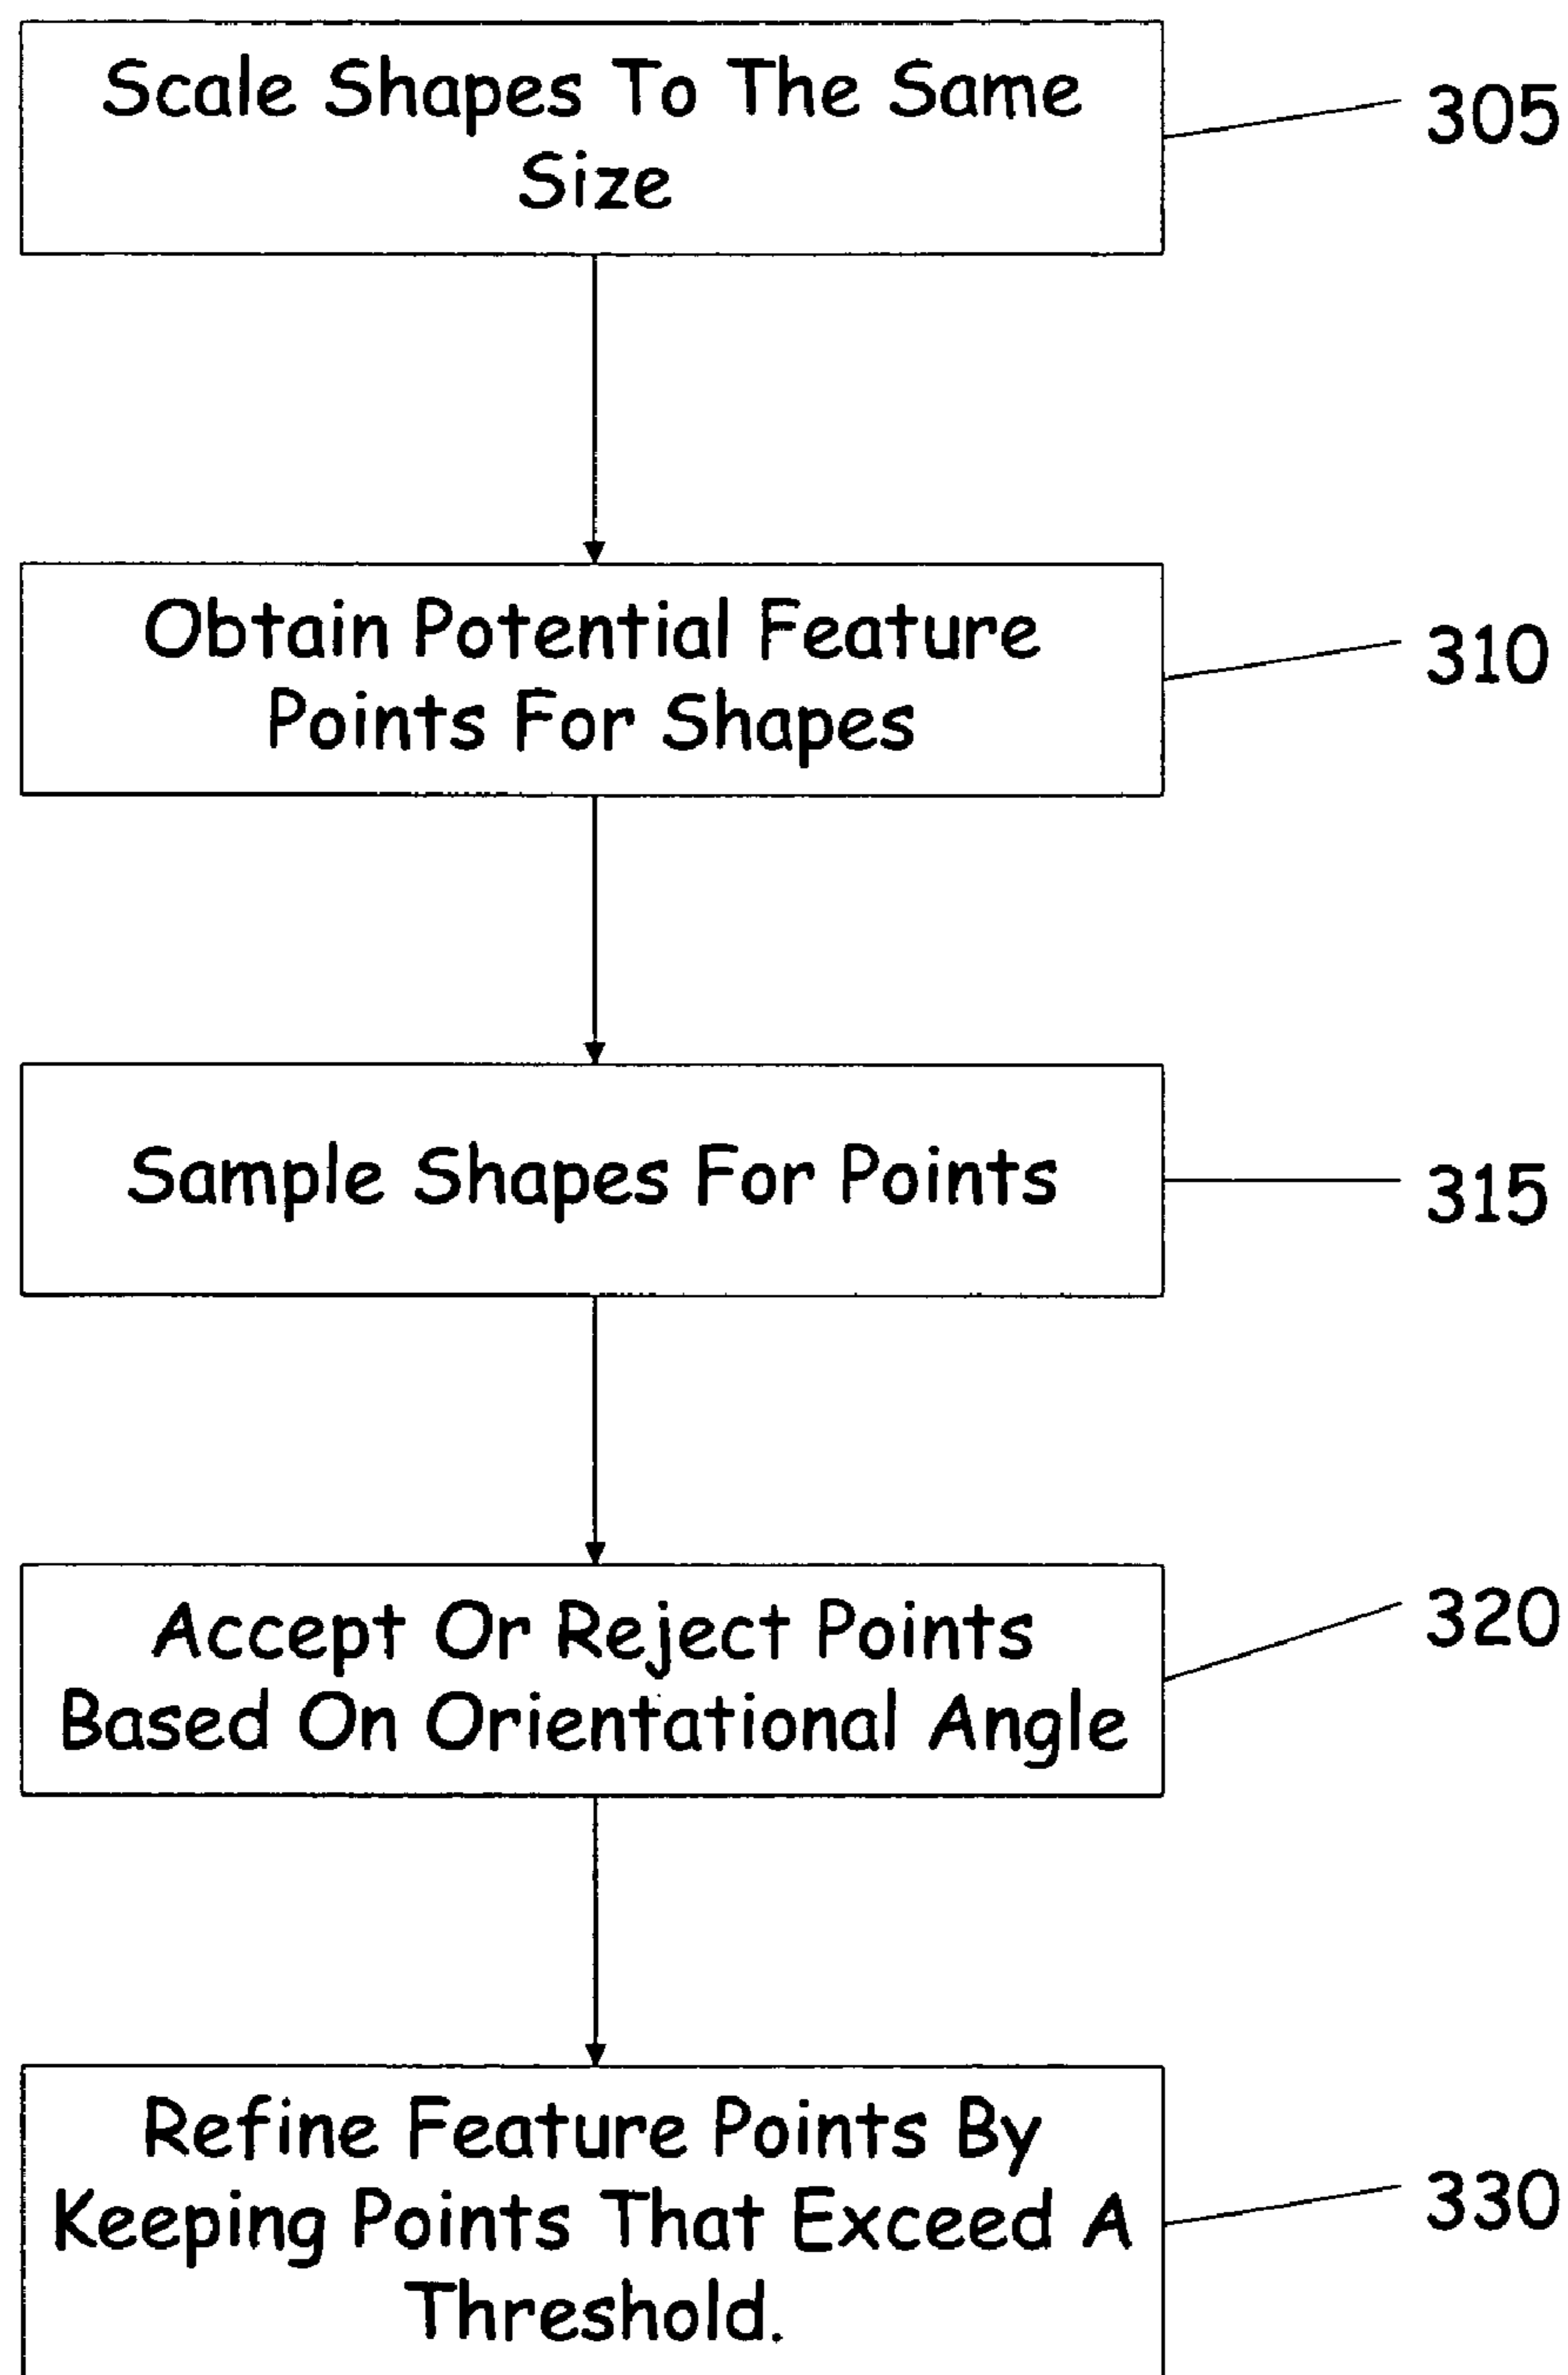 Scale Shapes To The Same
Size
305
Obtain Potential Feature
Points For Shapes
310
Sample Shapes For Points
315
Accept Or Reject Points
Based On Orientational Angle
320
Refine Feature Points By
Keeping Points That Exceed A
Threshold.
330